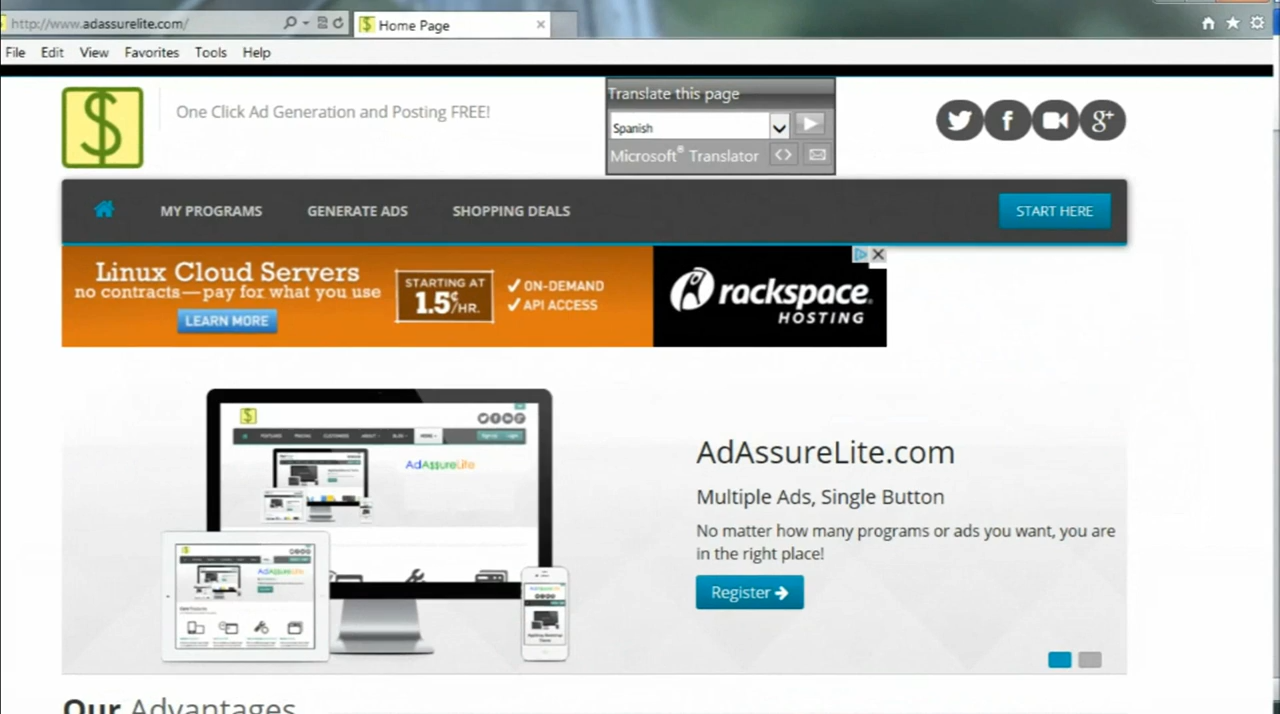 http://www.adassurelite.com/
Home Page
File Edit View Favorites Tools Help
$
One Click Ad Generation and Posting FREE!
Translate this page
Spanish
Microsoft® Translator
f
g+
MY PROGRAMS
GENERATE ADS
SHOPPING DEALS
START HERE
Linux Cloud Servers
no contracts—pay for what you use
LEARN MORE
STARTING AT
1.5¢/HR.
✓ ON-DEMAND
✓ API ACCESS
rackspace.
HOSTING
AdAssureLite
AdAssureLite.com
Multiple Ads, Single Button
No matter how many programs or ads you want, you are
in the right place!
Register
Our Advantages